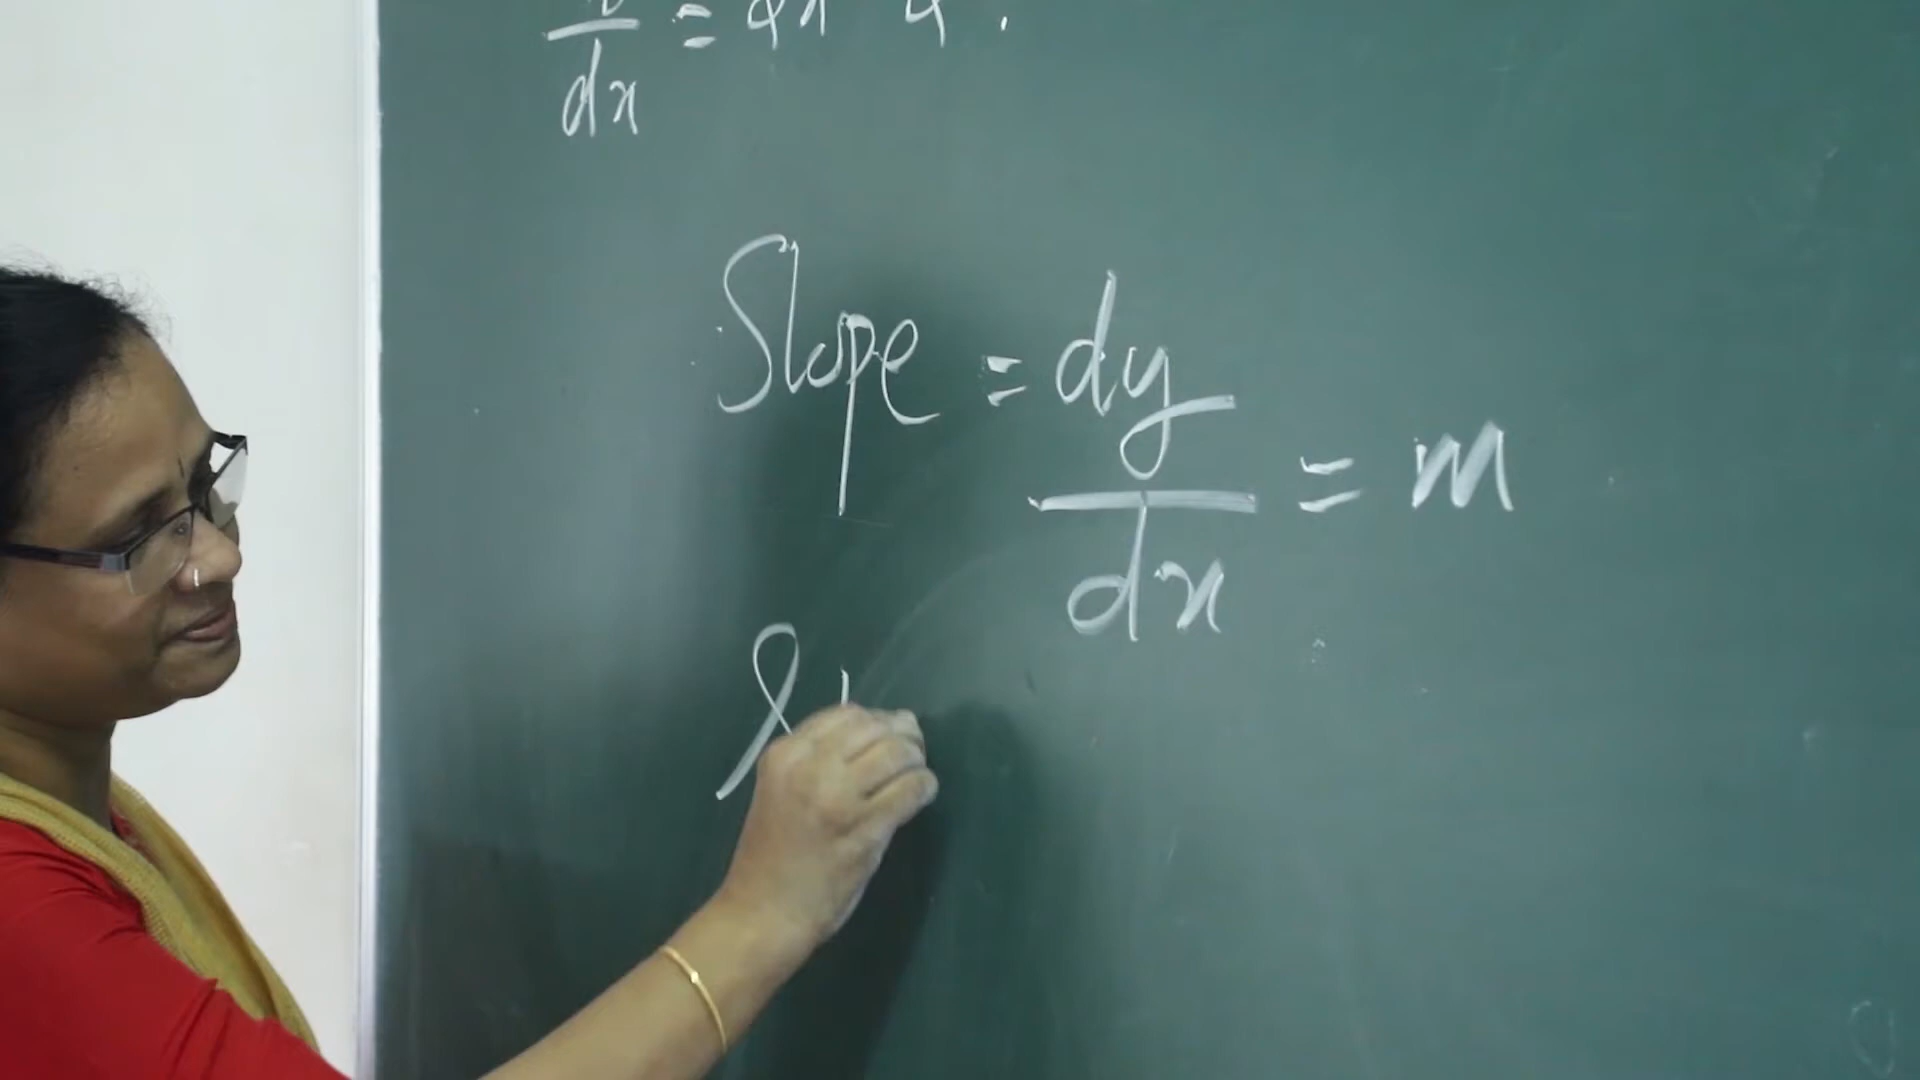 dx
Slope = dy/dx = m